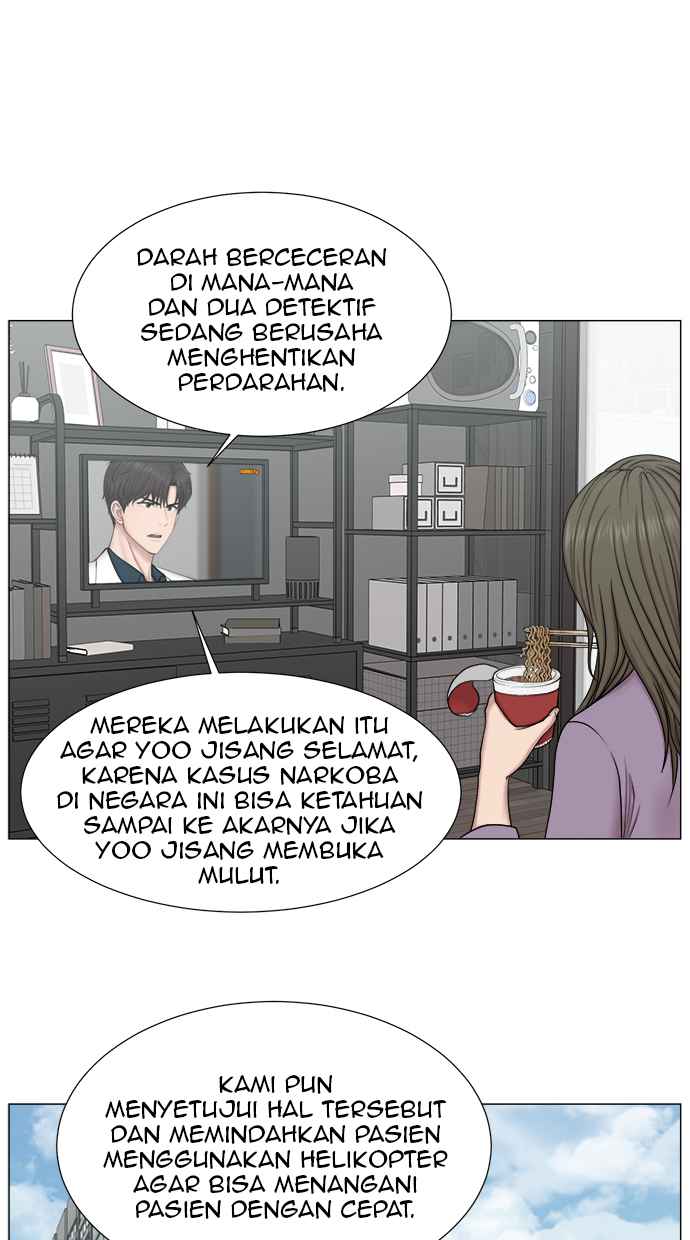 DARAH BERCECERAN
DI MANA-MANA
DAN DUA DETEKTIF
SEDANG BERUSAHA
MENGHENTIKAN
PERDARAHAN.
MEREKA MELAKUKAN ITU
AGAR YOO JISANG SELAMAT,
KARENA KASUS NARKOBA
DI NEGARA INI BISA KETAHUAN
SAMPAI KE AKARNYA JIKA
YOO JISANG MEMBUKA
MULUT.
KAMI PUN
MENYETUJUI HAL TERSEBUT
DAN MEMINDAHKAN PASIEN
MENGGUNAKAN HELIKOPTER
AGAR BISA MENANGANI
PASIEN DENGAN CEPAT.